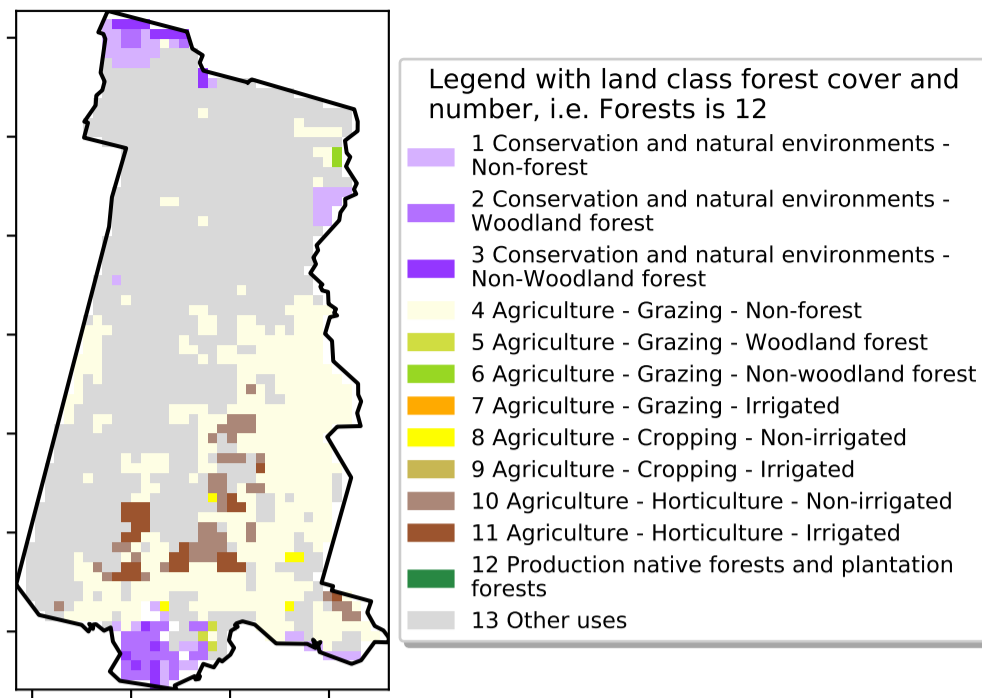 Legend with land class forest cover and
number, i.e. Forests is 12
1 Conservation and natural environments -
Non-forest
2 Conservation and natural environments -
Woodland forest
3 Conservation and natural environments -
Non-Woodland forest
4 Agriculture - Grazing - Non-forest
5 Agriculture - Grazing - Woodland forest
6 Agriculture - Grazing - Non-woodland forest
7 Agriculture - Grazing - Irrigated
8 Agriculture - Cropping - Non-irrigated
9 Agriculture - Cropping - Irrigated
10 Agriculture - Horticulture - Non-irrigated
11 Agriculture - Horticulture - Irrigated
12 Production native forests and plantation
forests
13 Other uses